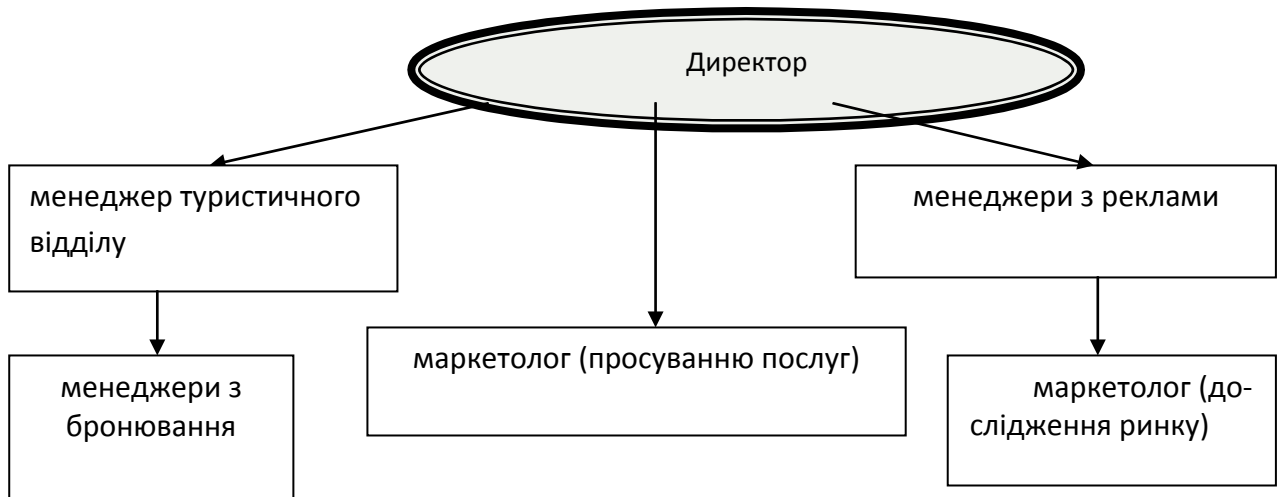 Директор
менеджер туристичного
відділу
менеджери з реклами
маркетолог (просуванню послуг)
менеджери з
бронювання
маркетолог (до-
слідження ринку)